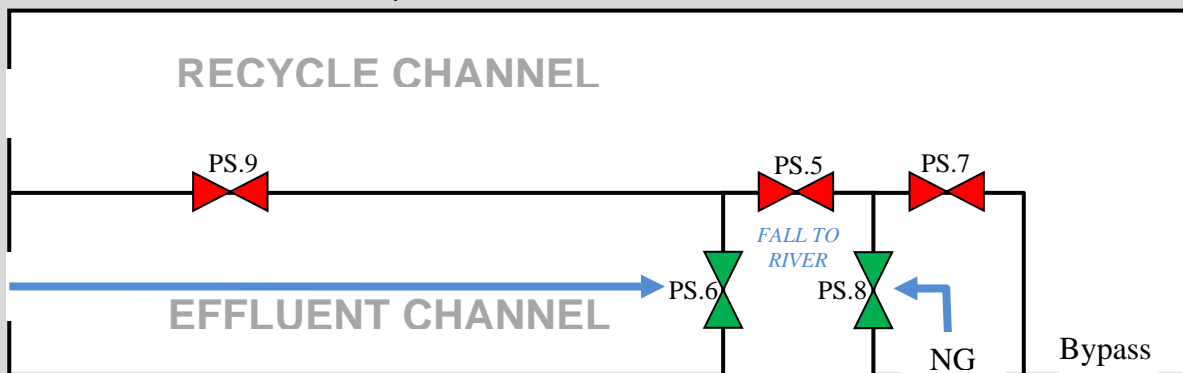 RECYCLE CHANNEL
PS.9
PS.5
PS.7
FALL TO
RIVER
PS.6
PS.8
EFFLUENT CHANNEL
NG
Bypass